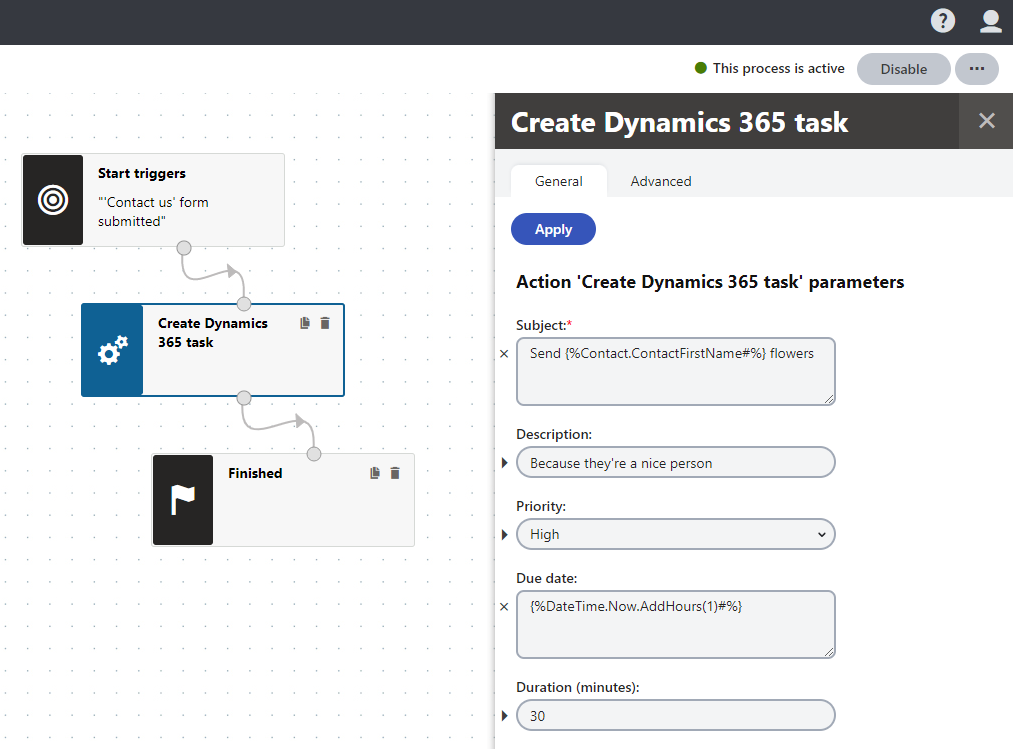 ?
This process is active
Disable
...
Start triggers
"'Contact us' form
submitted"
Create Dynamics
365 task
Finished
Create Dynamics 365 task
General
Advanced
Apply
Action 'Create Dynamics 365 task' parameters
Subject:*
Send {%Contact.ContactFirstName#%} flowers
Description:
Because they're a nice person
Priority:
High
Due date:
{%DateTime.Now.AddHours(1)#%}
Duration (minutes):
30